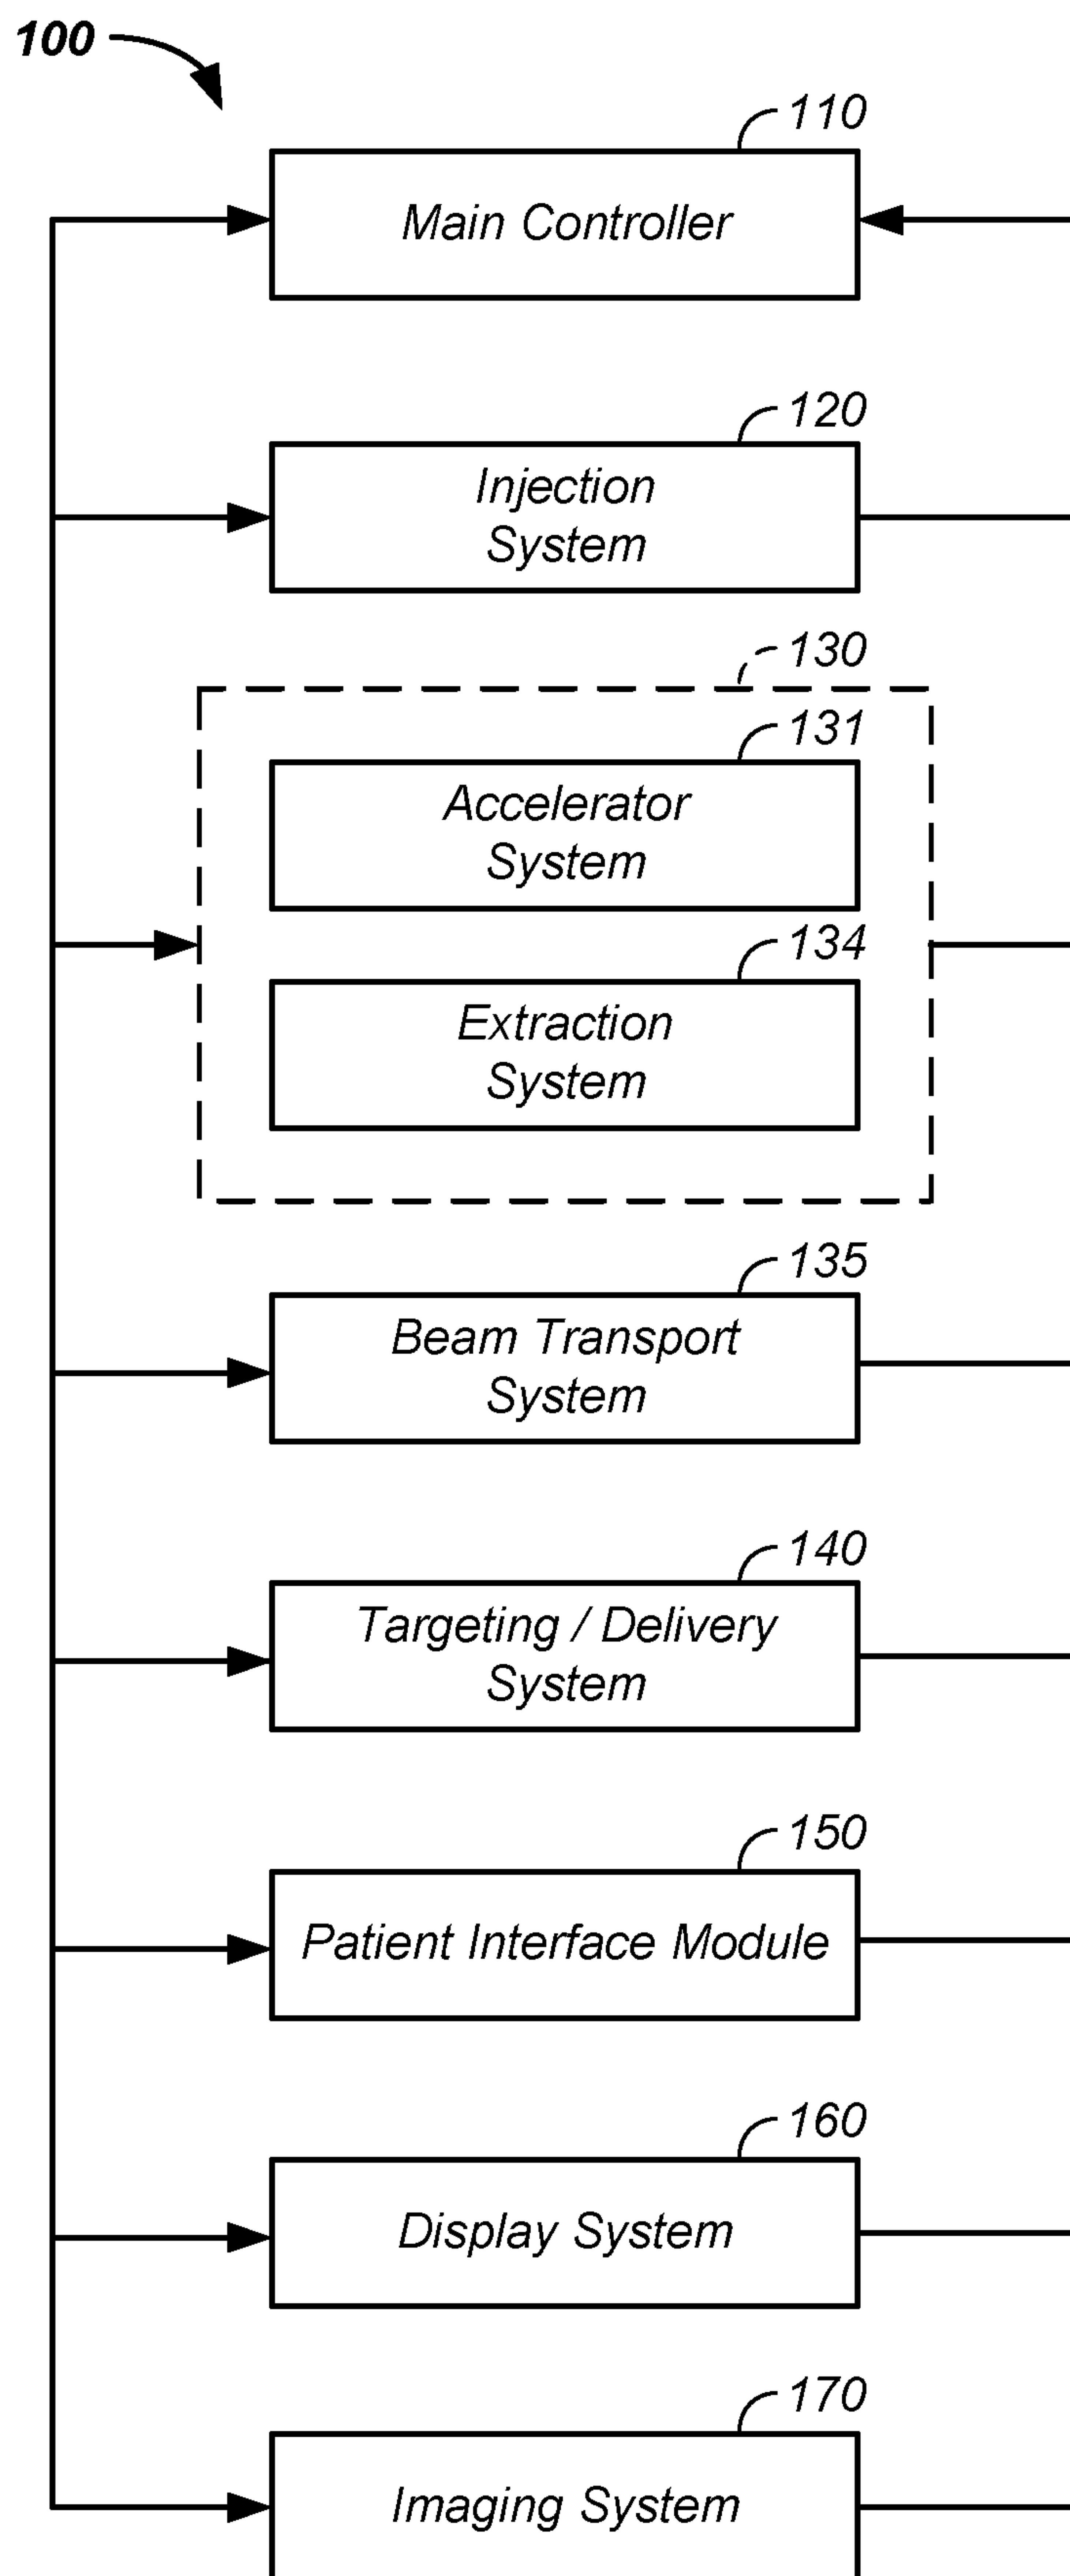 100
110
Main Controller
120
Injection
System
130
131
Accelerator
System
134
Extraction
System
135
Beam Transport
System
140
Targeting / Delivery
System
150
Patient Interface Module
160
Display System
170
Imaging System